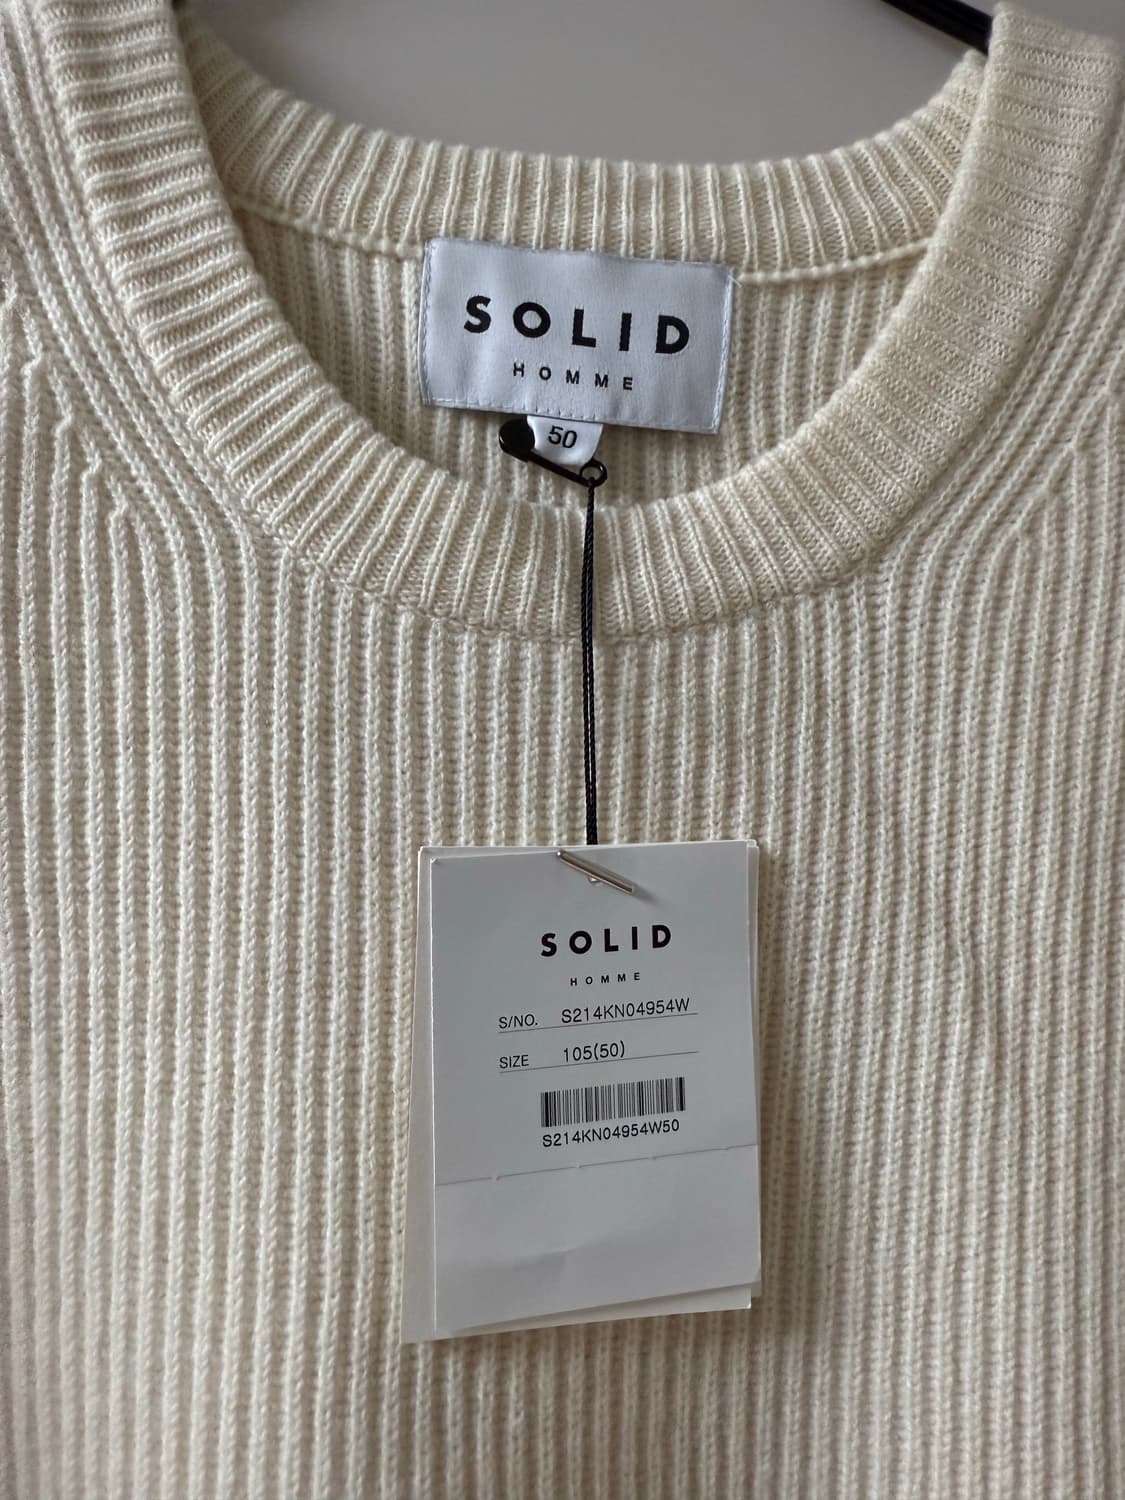 SOLID
HOMME
50
SOLID
HOMME
S/NO. S214KN04954W
SIZE 105(50)
S214KN04954W50